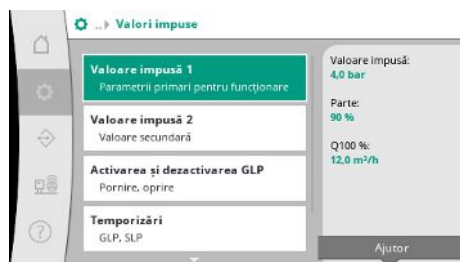 ..▸ Valori impuse
Valoare impusă 1
Parametrii primari pentru funcționare
Valoare impusă 2
Valoare secundară
Activarea și dezactivarea GLP
Pornire, oprire
Temporizări
GLP, SLP
Valoare impusă:
4,0 bar
Parte:
90 %
Q100 %:
12,0 m³/h
Ajutor